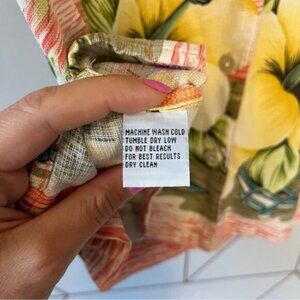 MACHINE WASH COLD
TUMBLE DRY LOW
DO NOT BLEACH
FOR BEST RESULTS
DRY CLEAN